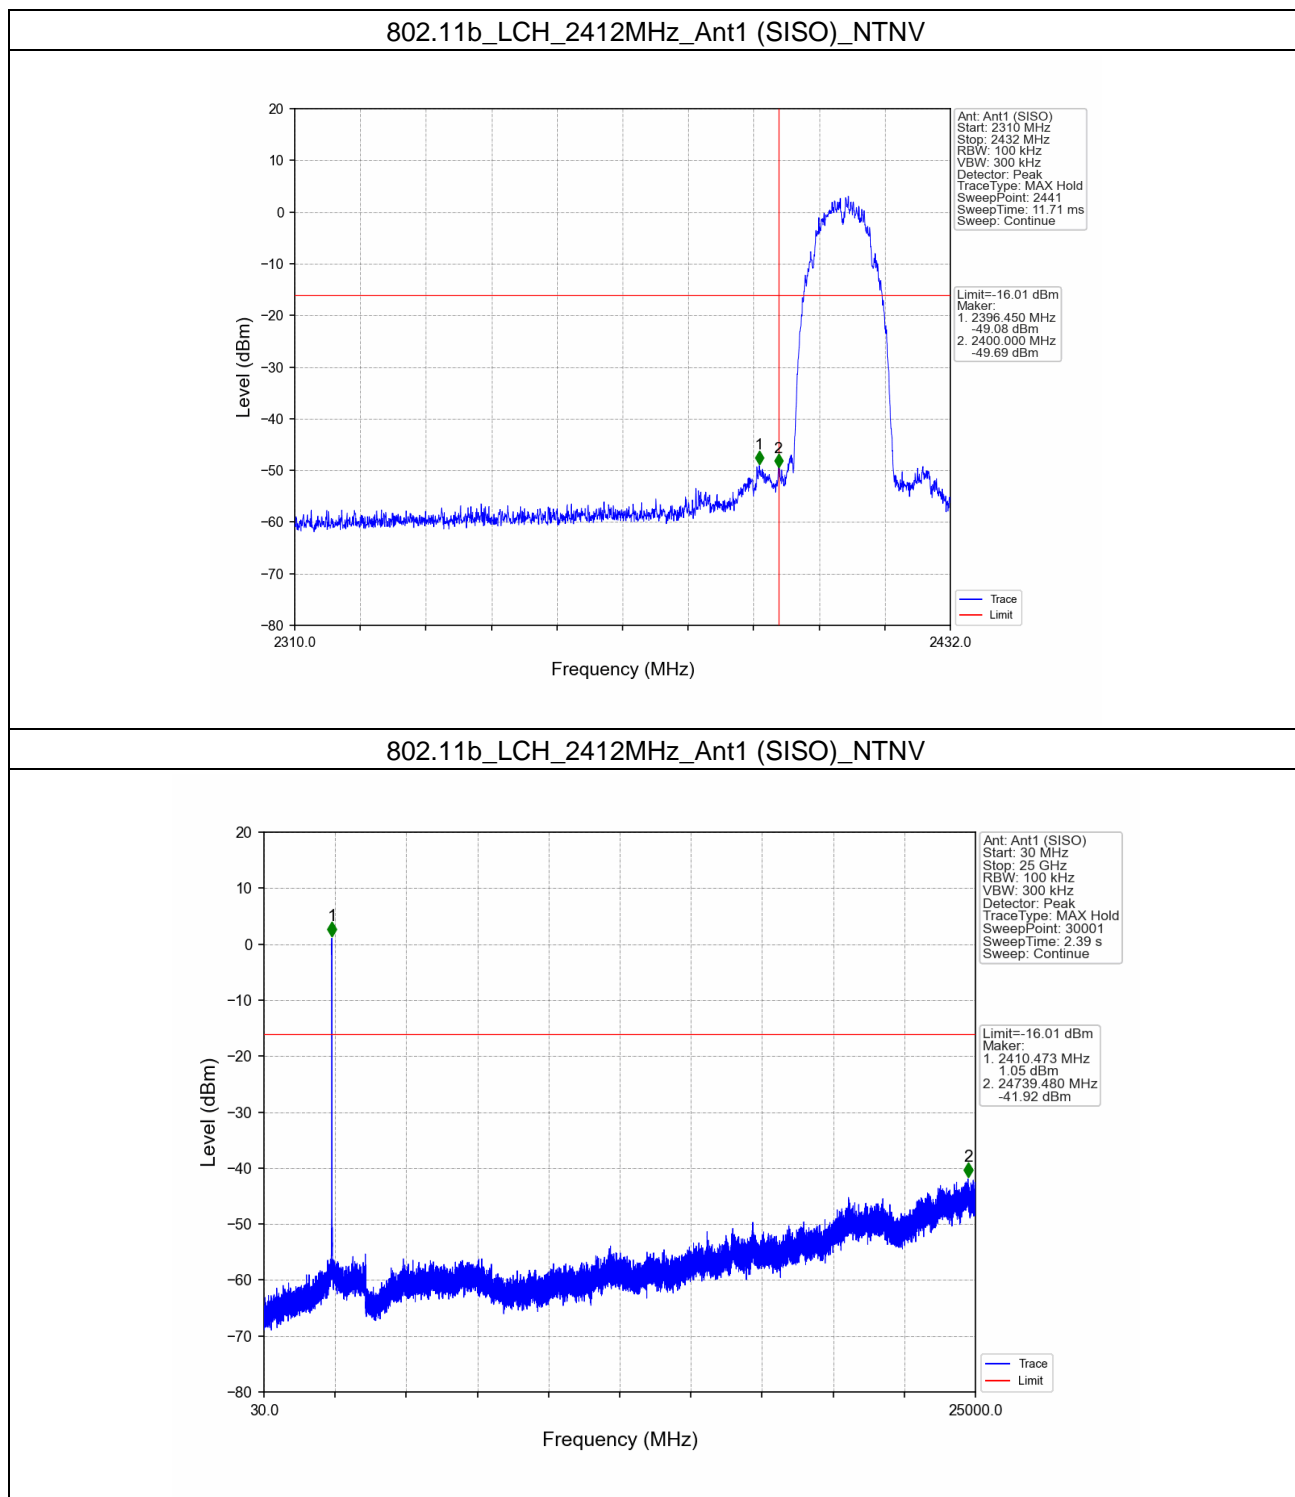 802.11b_LCH_2412MHz_Ant1 (SISO)_NTNV
20
10
0
−10
−20
−30
−40
−50
−60
−70
−80
Level (dBm)
1
2
2310.0
2432.0
Frequency (MHz)
Ant: Ant1 (SISO)
Start: 2310 MHz
Stop: 2432 MHz
RBW: 100 kHz
VBW: 300 kHz
Detector: Peak
TraceType: MAX Hold
SweepPoint: 2441
SweepTime: 11.71 ms
Sweep: Continue
Limit=-16.01 dBm
Maker:
1. 2396.450 MHz
-49.08 dBm
2. 2400.000 MHz
-49.69 dBm
Trace
Limit
802.11b_LCH_2412MHz_Ant1 (SISO)_NTNV
20
10
0
−10
−20
−30
−40
−50
−60
−70
−80
Level (dBm)
1
2
30.0
25000.0
Frequency (MHz)
Ant: Ant1 (SISO)
Start: 30 MHz
Stop: 25 GHz
RBW: 100 kHz
VBW: 300 kHz
Detector: Peak
TraceType: MAX Hold
SweepPoint: 30001
SweepTime: 2.39 s
Sweep: Continue
Limit=-16.01 dBm
Maker:
1. 2410.473 MHz
1.05 dBm
2. 24739.480 MHz
-41.92 dBm
Trace
Limit